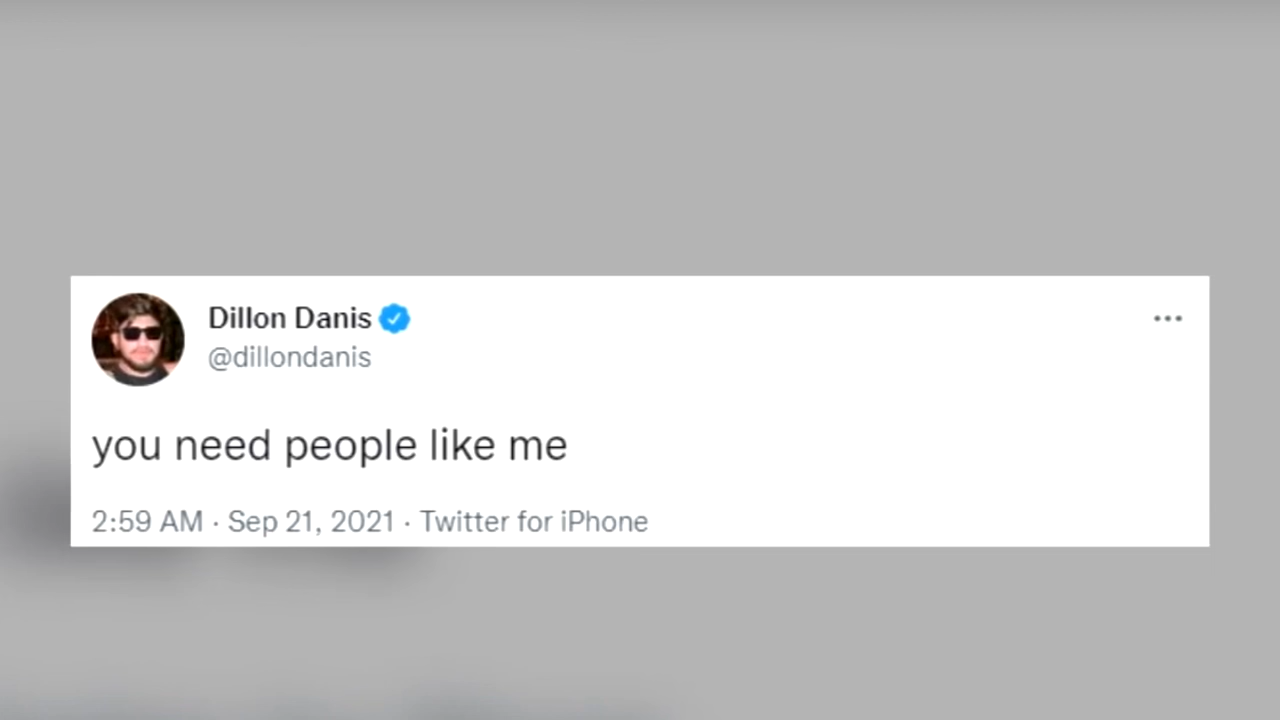 Dillon Danis
@dillondanis
you need people like me
2:59 AM · Sep 21, 2021 · Twitter for iPhone